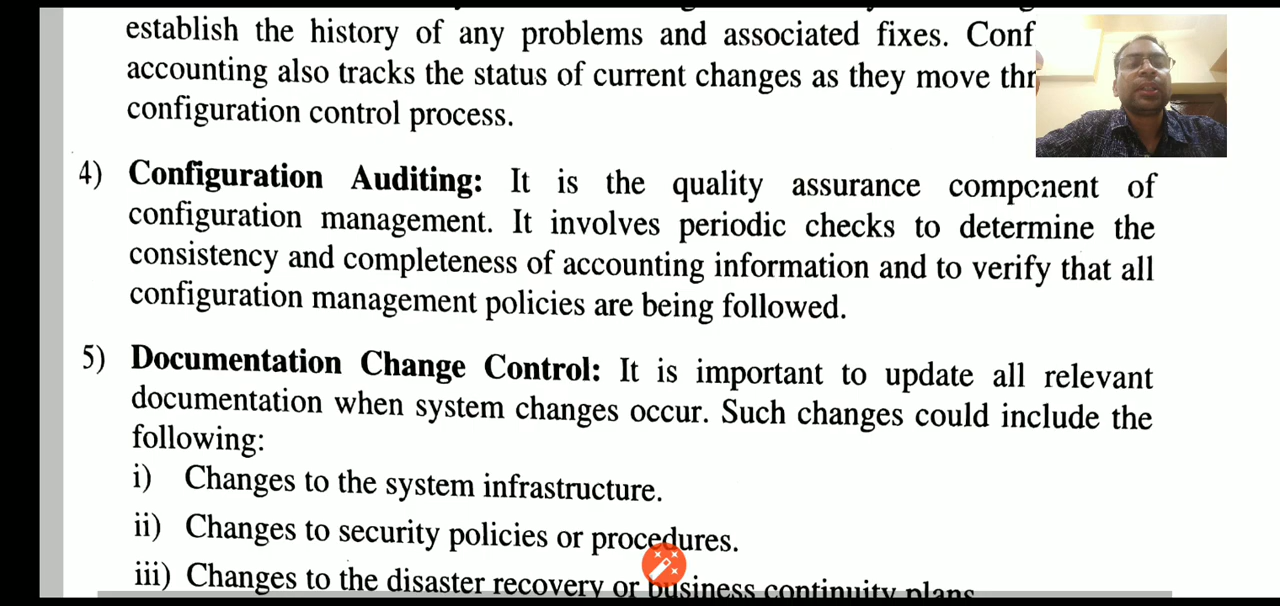 establish the history of any problems and associated fixes. Conf
accounting also tracks the status of current changes as they move thr
configuration control process.
4) Configuration Auditing: It is the quality assurance component of
configuration management. It involves periodic checks to determine the
consistency and completeness of accounting information and to verify that all
configuration management policies are being followed.
5) Documentation Change Control: It is important to update all relevant
documentation when system changes occur. Such changes could include the
following:
i) Changes to the system infrastructure.
ii) Changes to security policies or procedures.
iii) Changes to the disaster recovery or business continuity plans